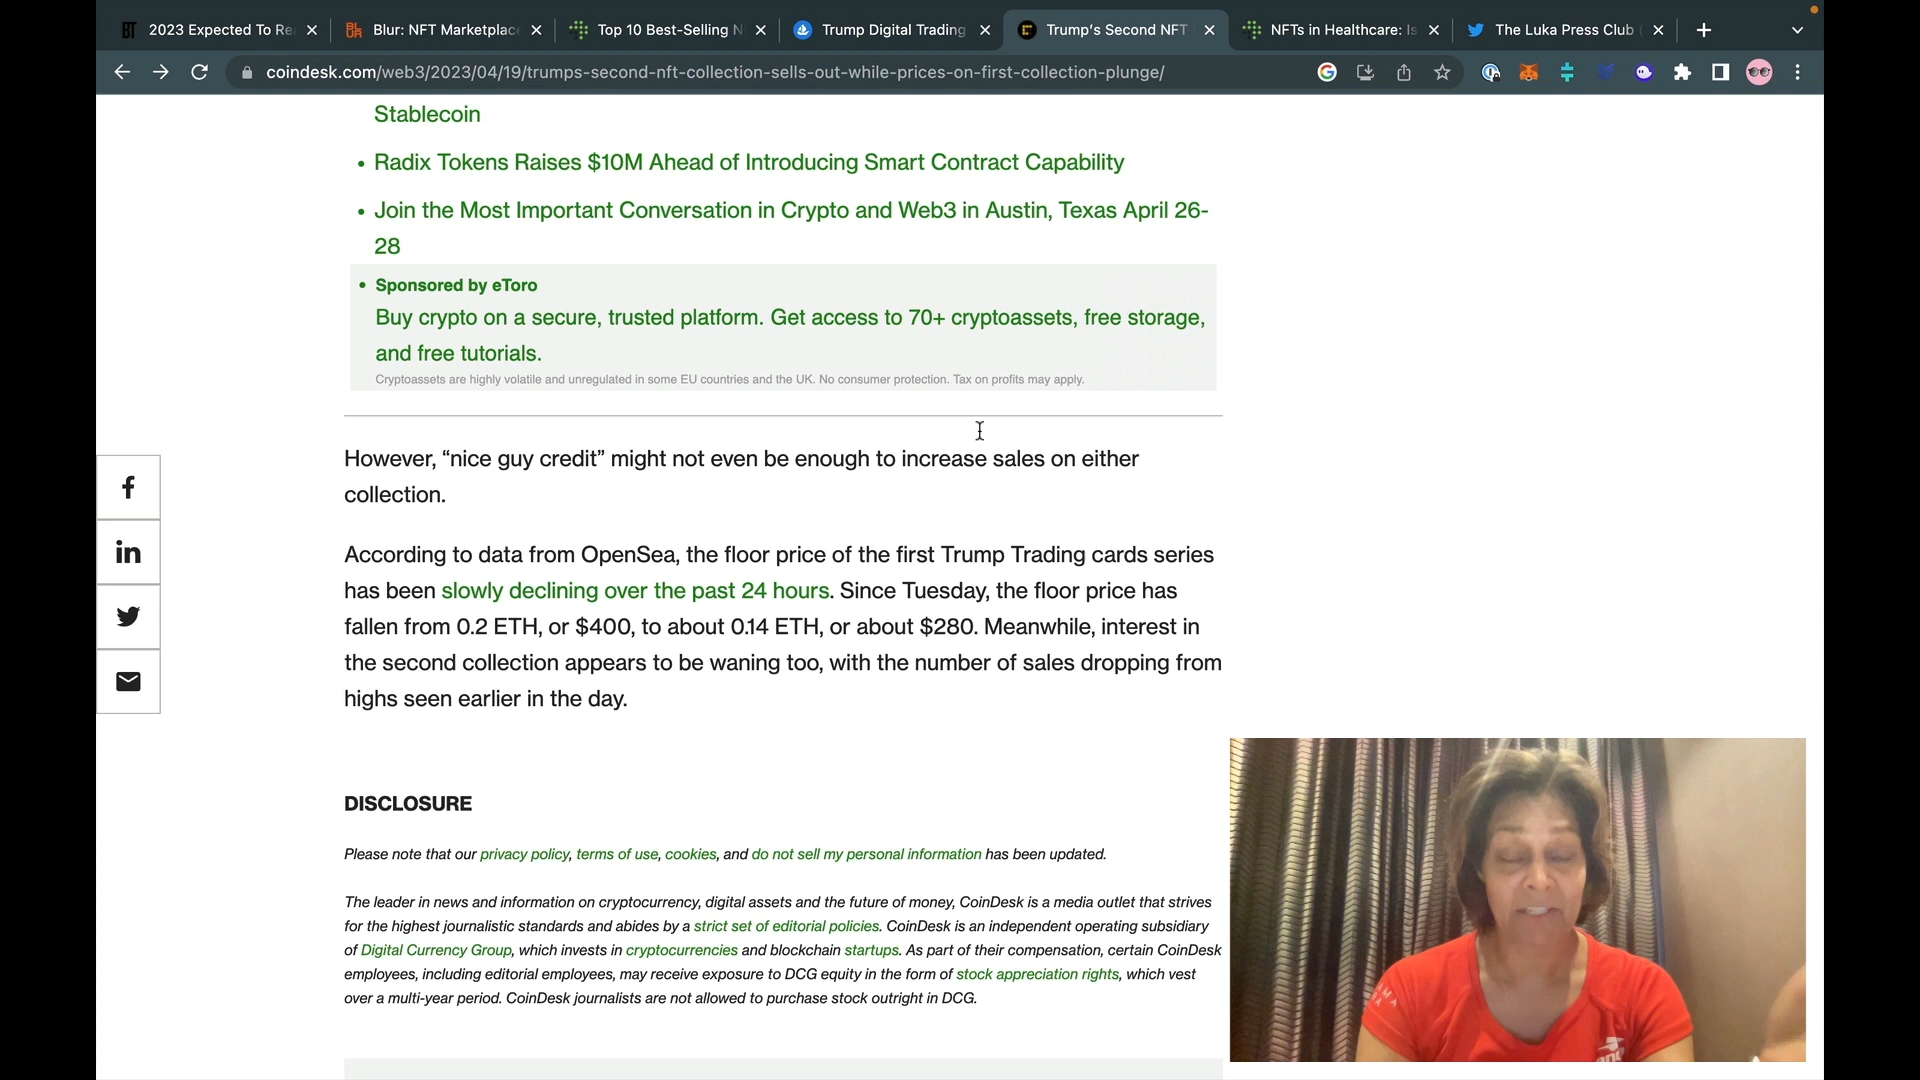 2023 Expected To Re
Blur: NFT Marketplac
Top 10 Best-Selling N
Trump Digital Trading
Trump's Second NFT
NFTs in Healthcare: Is
The Luka Press Club
coindesk.com/web3/2023/04/19/trumps-second-nft-collection-sells-out-while-prices-on-first-collection-plunge/
Stablecoin
• Radix Tokens Raises $10M Ahead of Introducing Smart Contract Capability
• Join the Most Important Conversation in Crypto and Web3 in Austin, Texas April 26-
28
• Sponsored by eToro
Buy crypto on a secure, trusted platform. Get access to 70+ cryptoassets, free storage,
and free tutorials.
Cryptoassets are highly volatile and unregulated in some EU countries and the UK. No consumer protection. Tax on profits may apply.
However, “nice guy credit” might not even be enough to increase sales on either
collection.
According to data from OpenSea, the floor price of the first Trump Trading cards series
has been slowly declining over the past 24 hours. Since Tuesday, the floor price has
fallen from 0.2 ETH, or $400, to about 0.14 ETH, or about $280. Meanwhile, interest in
the second collection appears to be waning too, with the number of sales dropping from
highs seen earlier in the day.
DISCLOSURE
Please note that our privacy policy, terms of use, cookies, and do not sell my personal information has been updated.
The leader in news and information on cryptocurrency, digital assets and the future of money, CoinDesk is a media outlet that strives
for the highest journalistic standards and abides by a strict set of editorial policies. CoinDesk is an independent operating subsidiary
of Digital Currency Group, which invests in cryptocurrencies and blockchain startups. As part of their compensation, certain CoinDesk
employees, including editorial employees, may receive exposure to DCG equity in the form of stock appreciation rights, which vest
over a multi-year period. CoinDesk journalists are not allowed to purchase stock outright in DCG.